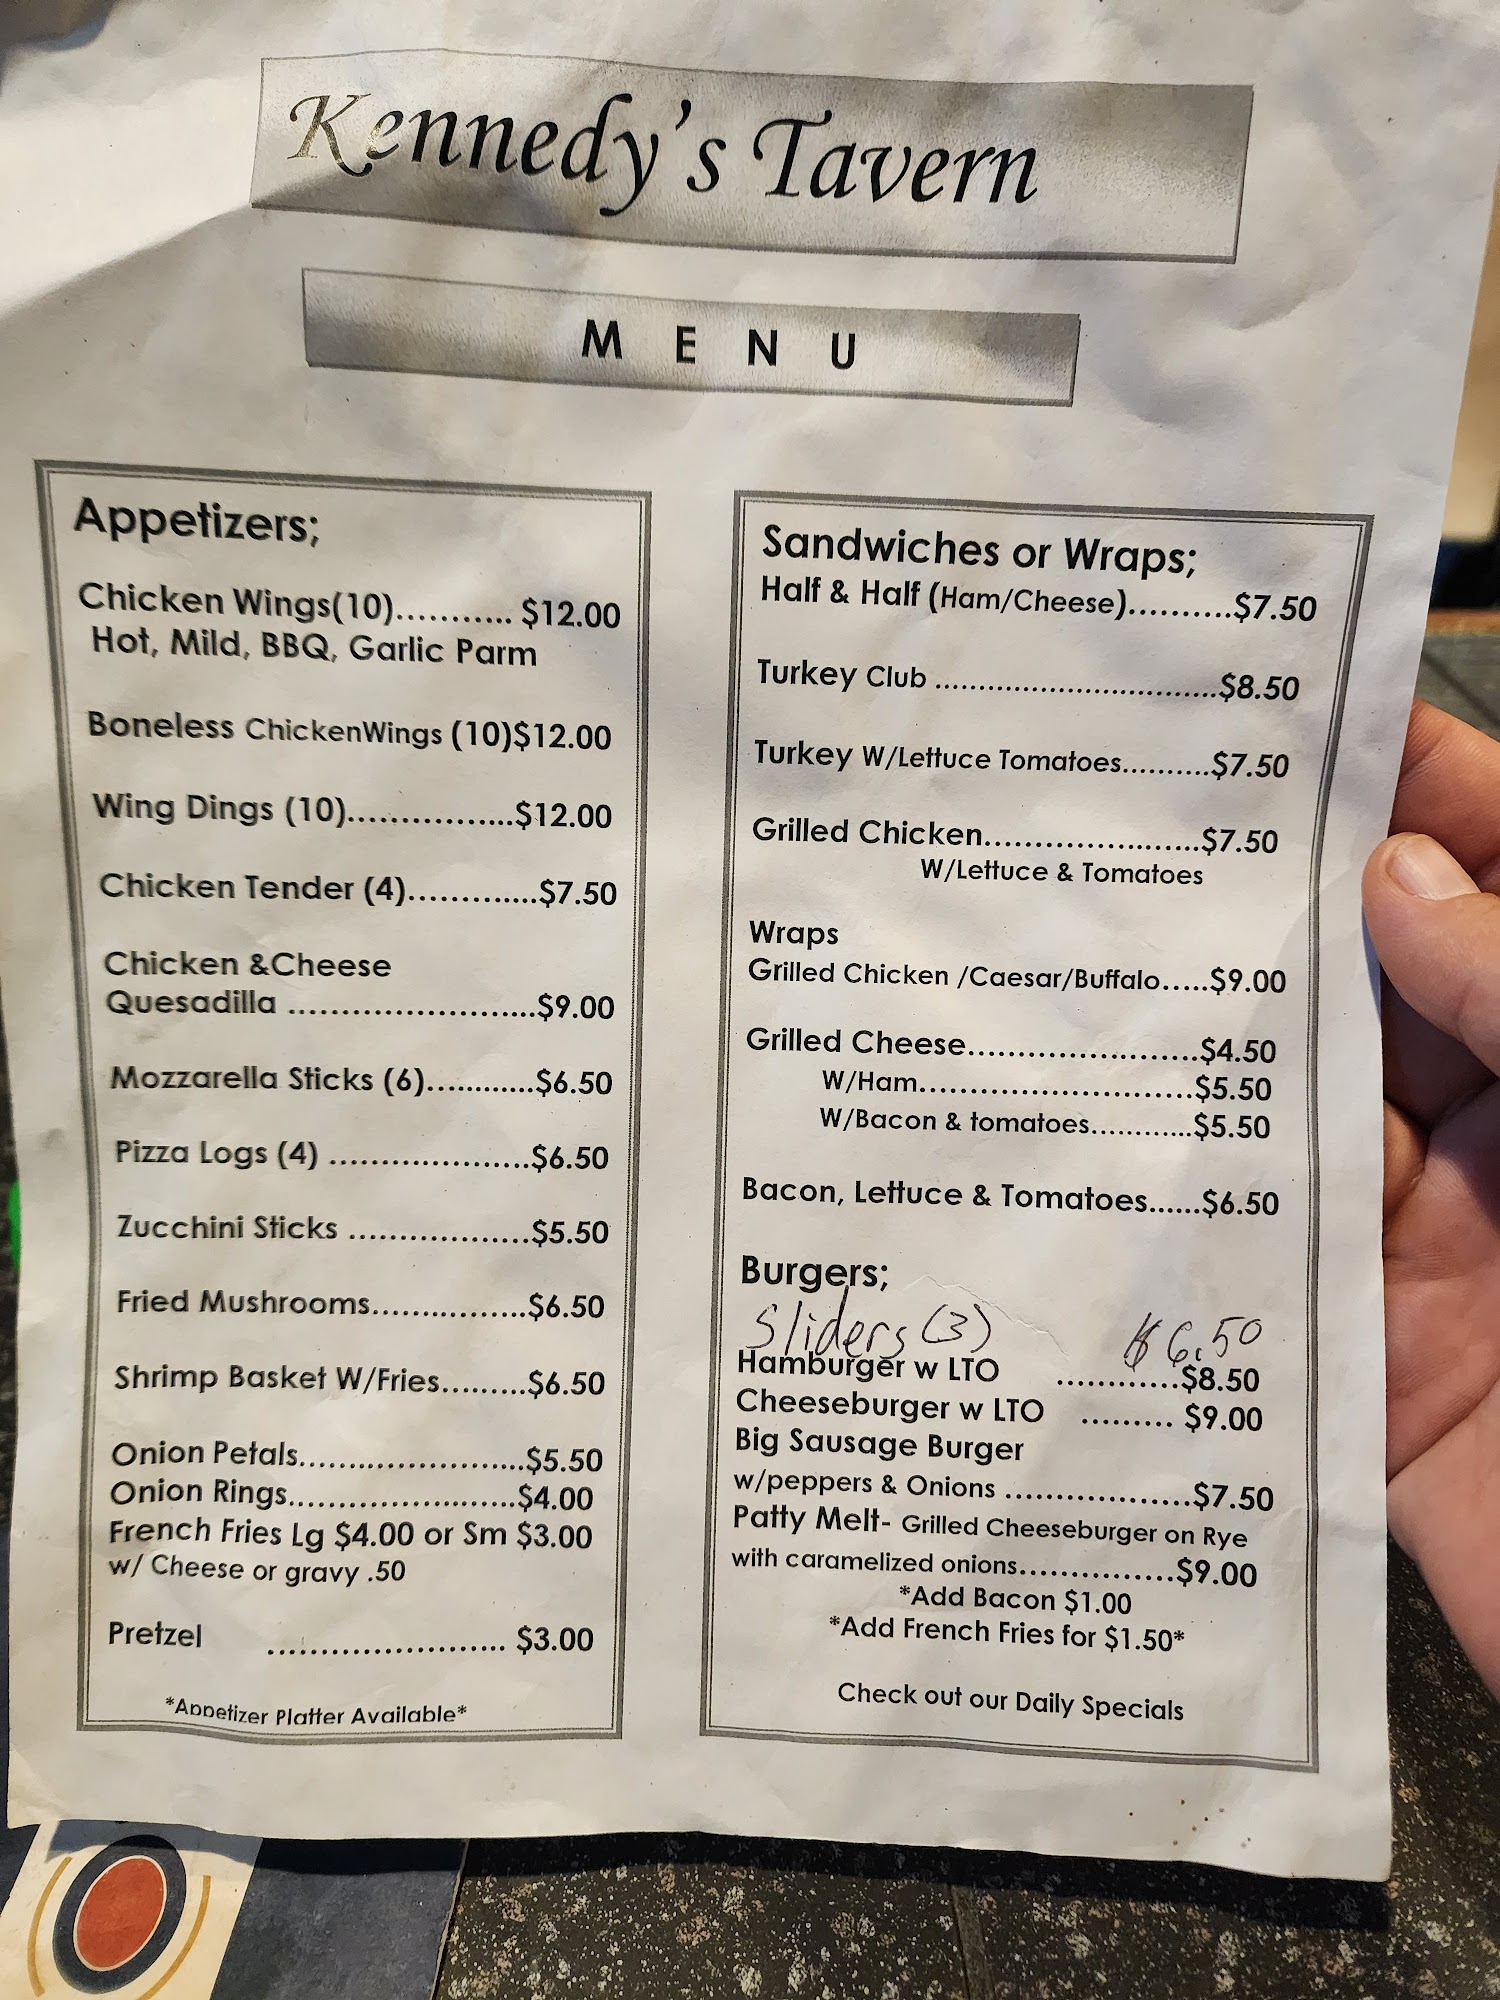 Kennedy's Tavern
MENU
Appetizers;
Chicken Wings(10)........... $12.00
Hot, Mild, BBQ, Garlic Parm
Boneless ChickenWings (10)$12.00
Wing Dings (10)................$12.00
Chicken Tender (4).............$7.50
Chicken &Cheese
Quesadilla ........................$9.00
Mozzarella Sticks (6)...........$6.50
Pizza Logs (4) ....................$6.50
Zucchini Sticks ..................$5.50
Fried Mushrooms................$6.50
Shrimp Basket W/Fries.........$6.50
Onion Petals.......................$5.50
Onion Rings.......................$4.00
French Fries Lg $4.00 or Sm $3.00
w/ Cheese or gravy .50
Pretzel ....................... $3.00
*Appetizer Platter Available*
Sandwiches or Wraps;
Half & Half (Ham/Cheese)..........$7.50
Turkey Club ................................$8.50
Turkey W/Lettuce Tomatoes..........$7.50
Grilled Chicken........................$7.50
W/Lettuce & Tomatoes
Wraps
Grilled Chicken /Caesar/Buffalo.....$9.00
Grilled Cheese..........................$4.50
W/Ham............................$5.50
W/Bacon & tomatoes............$5.50
Bacon, Lettuce & Tomatoes......$6.50
Burgers;
Sliders (3) $6.50
Hamburger w LTO ............$8.50
Cheeseburger w LTO ......... $9.00
Big Sausage Burger
w/peppers & Onions ...................$7.50
Patty Melt- Grilled Cheeseburger on Rye
with caramelized onions................$9.00
*Add Bacon $1.00
*Add French Fries for $1.50*
Check out our Daily Specials